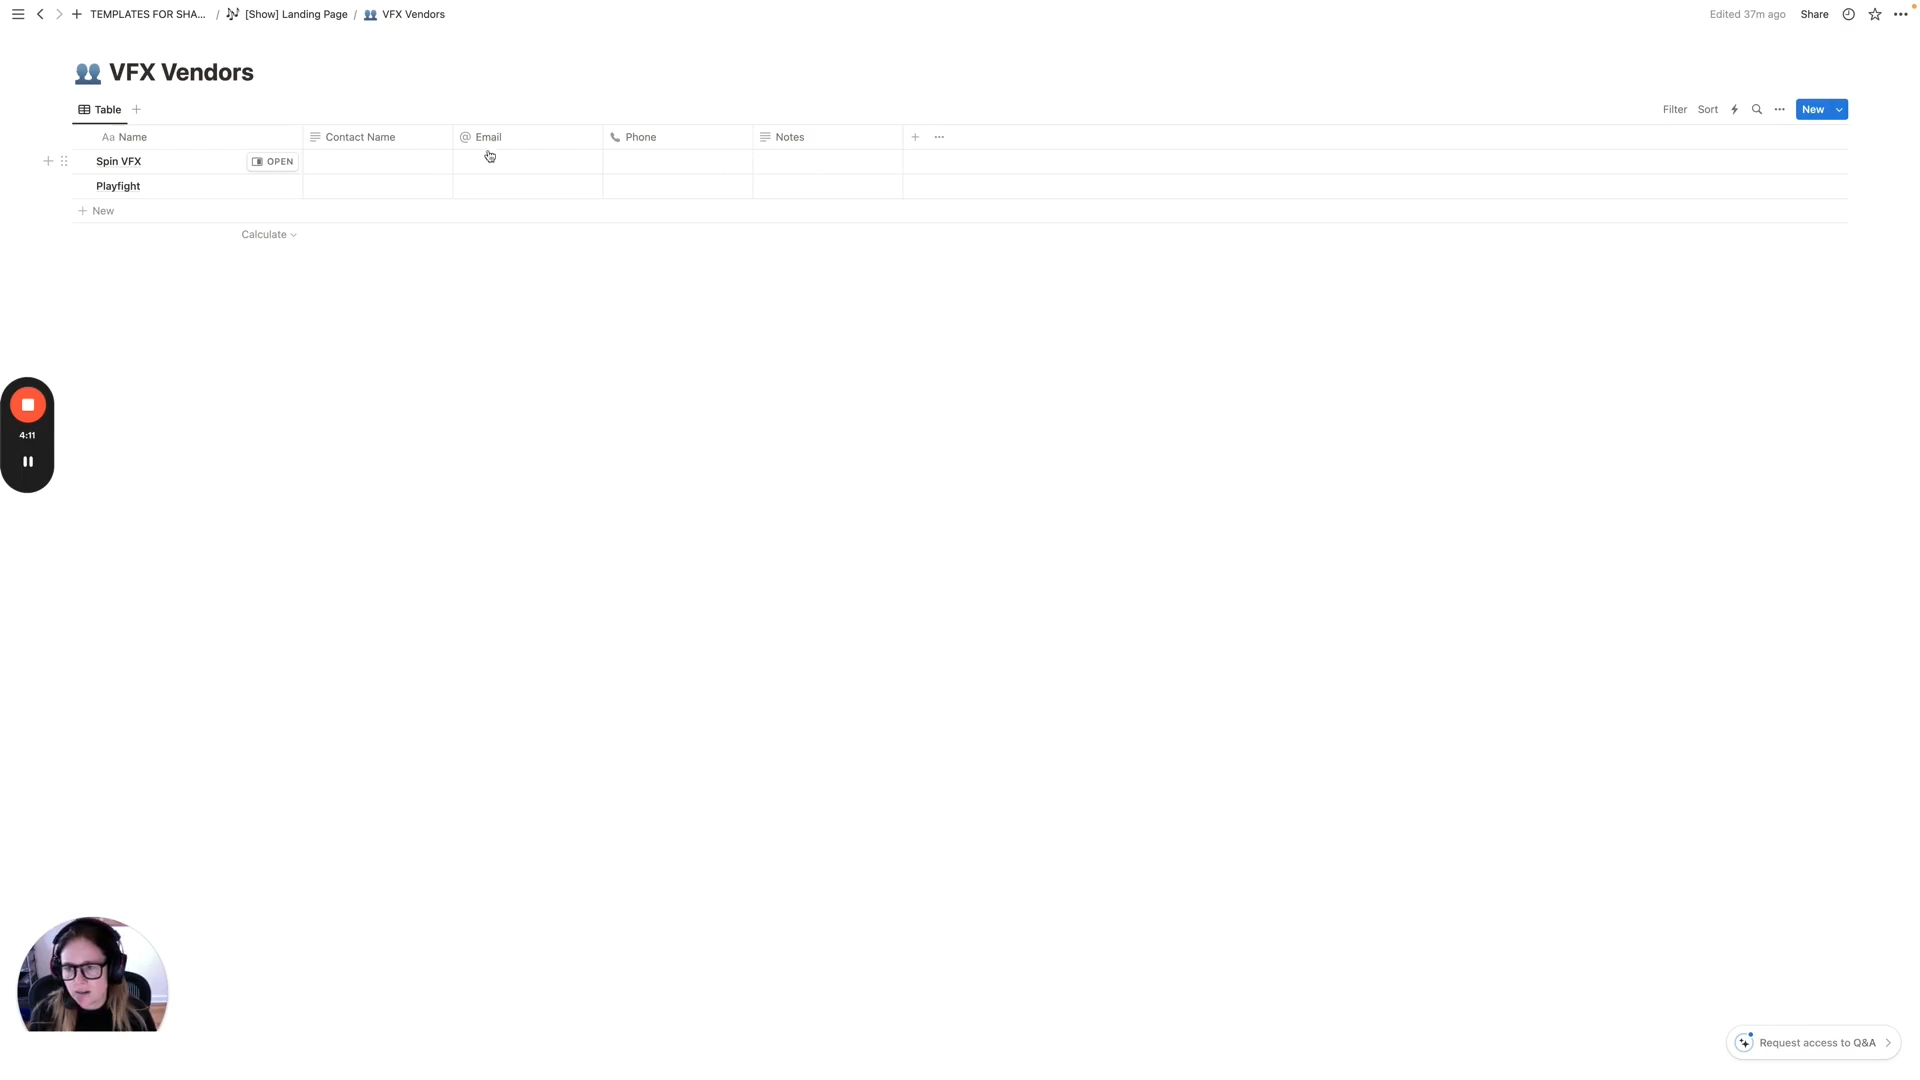 TEMPLATES FOR SHA... / [Show] Landing Page / VFX Vendors
Edited 37m ago Share
VFX Vendors
Table
Filter Sort New
Aa Name Contact Name @ Email Phone Notes
Spin VFX OPEN
Playfight
+ New
Calculate
4:11
Request access to Q&A